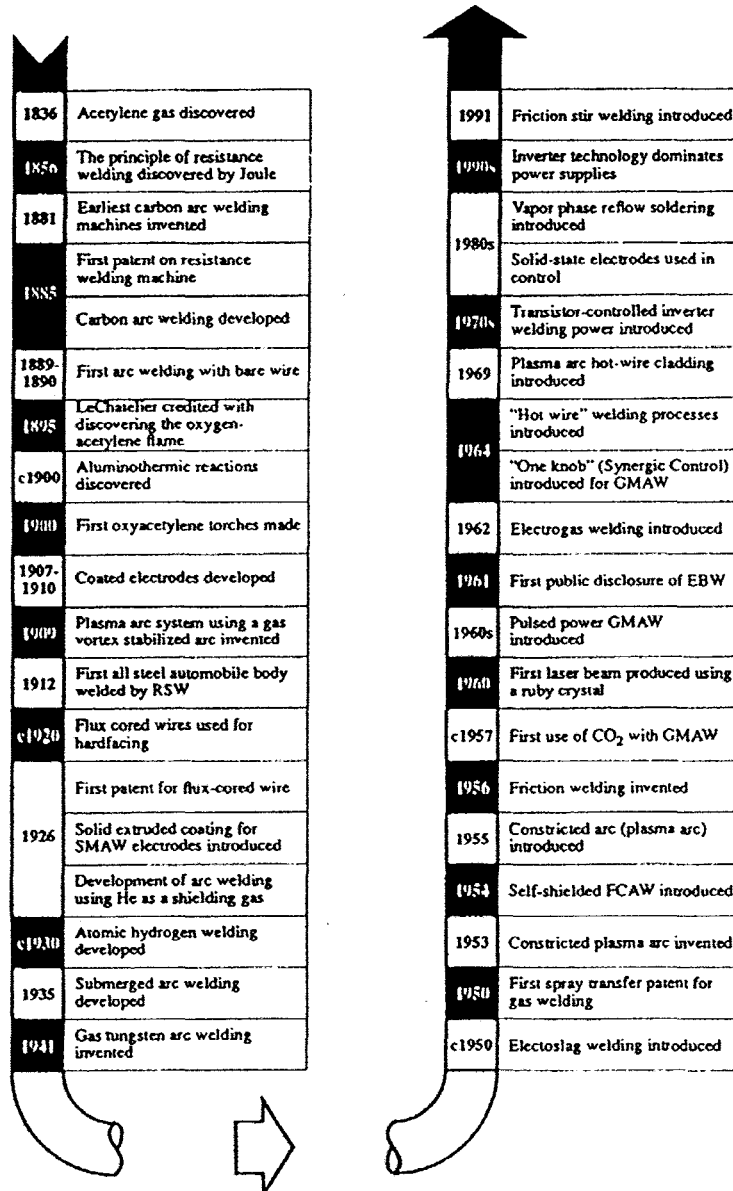 1836 Acetylene gas discovered
1856 The principle of resistance
welding discovered by Joule
1881 Earliest carbon arc welding
machines invented
1885 First patent on resistance
welding machine
Carbon arc welding developed
1889-
1890 First arc welding with bare wire
1895 LeChatelier credited with
discovering the oxygen-
acetylene flame
c1900 Aluminothermic reactions
discovered
1900 First oxyacetylene torches made
1907-
1910 Coated electrodes developed
1909 Plasma arc system using a gas
vortex stabilized arc invented
1912 First all steel automobile body
welded by RSW
c1920 Flux cored wires used for
hardfacing
1926 First patent for flux-cored wire
Solid extruded coating for
SMAW electrodes introduced
Development of arc welding
using He as a shielding gas
c1930 Atomic hydrogen welding
developed
1935 Submerged arc welding
developed
1941 Gas tungsten arc welding
invented
1991 Friction stir welding introduced
1990s Inverter technology dominates
power supplies
1980s Vapor phase reflow soldering
introduced
Solid-state electrodes used in
control
1970s Transistor-controlled inverter
welding power introduced
1969 Plasma arc hot-wire cladding
introduced
1964 "Hot wire" welding processes
introduced
"One knob" (Synergic Control)
introduced for GMAW
1962 Electrogas welding introduced
1961 First public disclosure of EBW
1960s Pulsed power GMAW
introduced
1960 First laser beam produced using
a ruby crystal
c1957 First use of CO₂ with GMAW
1956 Friction welding invented
1955 Constricted arc (plasma arc)
introduced
1954 Self-shielded FCAW introduced
1953 Constricted plasma arc invented
1950 First spray transfer patent for
gas welding
c1950 Electoslag welding introduced